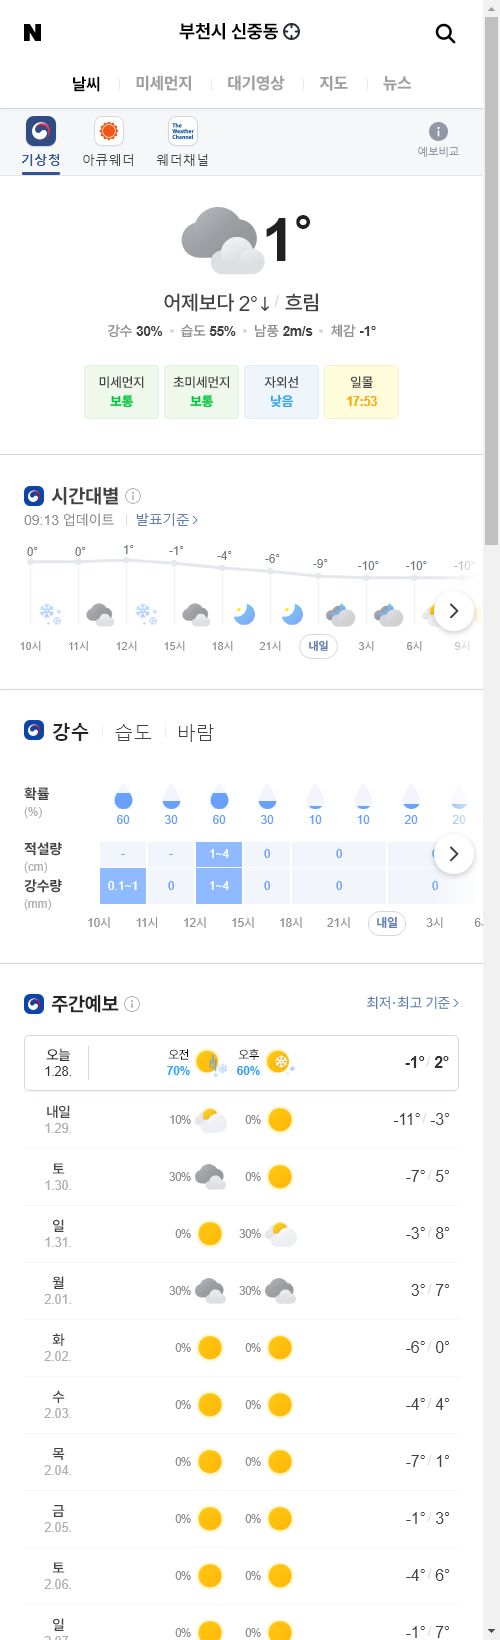 N
부천시 신중동
날씨 미세먼지 대기영상 지도 뉴스
The Weather Channel
i
기상청 아큐웨더 웨더채널 예보비교
1°
어제보다 2°↓ / 흐림
강수 30% 습도 55% 남풍 2m/s 체감 -1°
미세먼지 초미세먼지 자외선 일몰
보통 보통 낮음 17:53
시간대별 i
09:13 업데이트 발표기준 >
0° 0° 1° -1° -4° -6° -9° -10° -10° -10°
10시 11시 12시 15시 18시 21시 내일 3시 6시 9시
강수 습도 바람
확률
(%)
60 30 60 30 10 10 20 20
적설량
(cm)
- - 1~4 0 0
강수량
(mm)
0.1~1 0 1~4 0 0 0
10시 11시 12시 15시 18시 21시 내일 3시
주간예보 i 최저·최고 기준 >
오늘 오전 오후
1.28. 70% 60% -1° / 2°
내일
1.29. 10% 0% -11° / -3°
토
1.30. 30% 0% -7° / 5°
일
1.31. 0% 30% -3° / 8°
월
2.01. 30% 30% 3° / 7°
화
2.02. 0% 0% -6° / 0°
수
2.03. 0% 0% -4° / 4°
목
2.04. 0% 0% -7° / 1°
금
2.05. 0% 0% -1° / 3°
토
2.06. 0% 0% -4° / 6°
일
0% 0% -1° / 7°